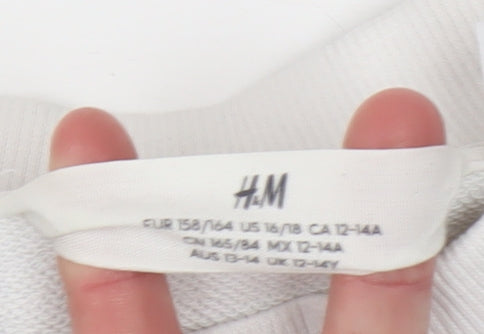 H&M
EUR 158/164 US 16/18 CA 12-14A
CN 165/84 MX 12-14A
AUS 13-14 UK 12-14Y